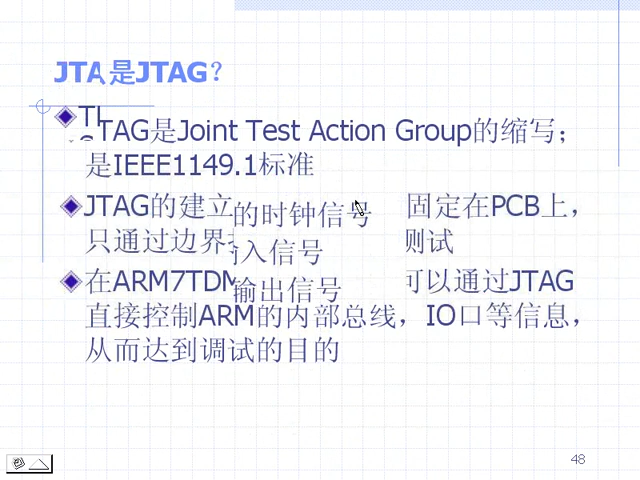 JTA是JTAG？
TAG是Joint Test Action Group的缩写；
是IEEE1149.1标准
JTAG的建立 的时钟信号 固定在PCB上，
只通过边界 入信号 测试
在ARM7TDM 输出信号 可以通过JTAG
直接控制ARM的内部总线，IO口等信息，
从而达到调试的目的
48